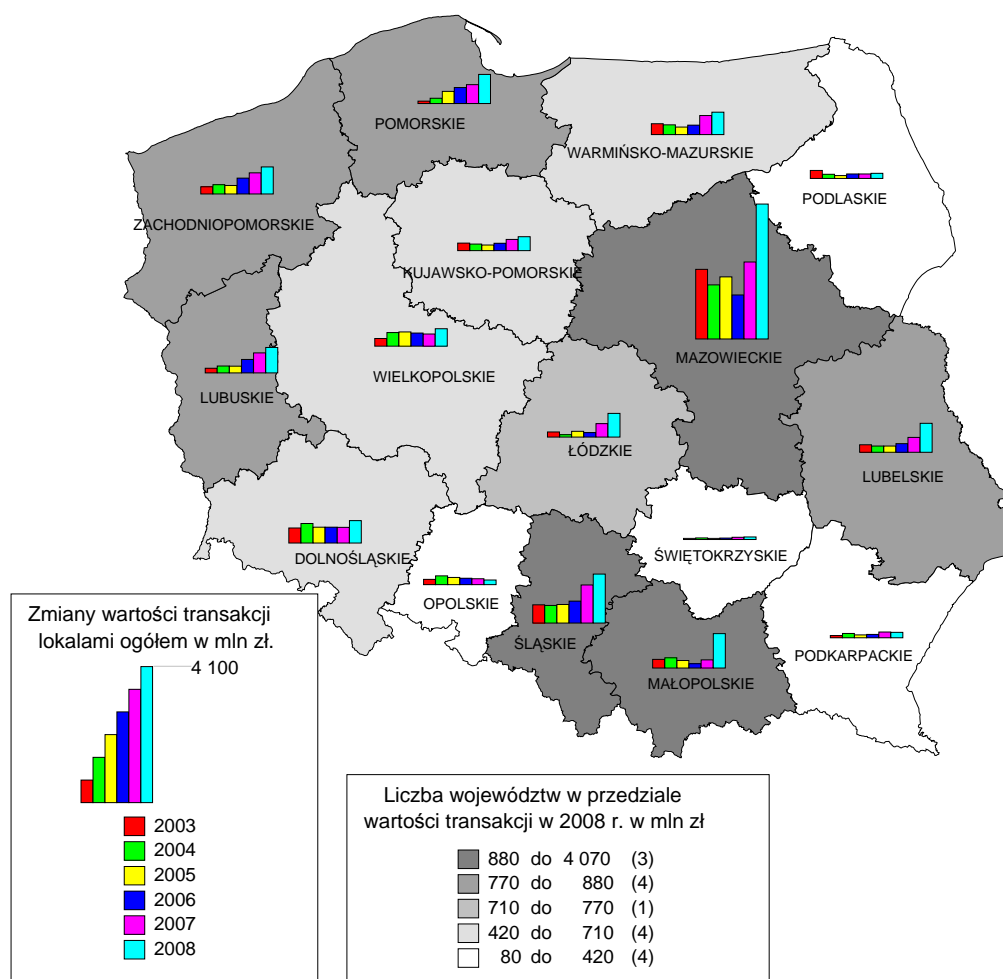 POMORSKIE
WARMIŃSKO-MAZURSKIE
PODLASKIE
ZACHODNIOPOMORSKIE
KUJAWSKO-POMORSKIE
MAZOWIECKIE
WIELKOPOLSKIE
LUBUSKIE
ŁÓDZKIE
LUBELSKIE
DOLNOŚLĄSKIE
ŚWIĘTOKRZYSKIE
OPOLSKIE
ŚLĄSKIE
PODKARPACKIE
MAŁOPOLSKIE
Zmiany wartości transakcji
lokalami ogółem w mln zł.
4 100
2003
2004
2005
2006
2007
2008
Liczba województw w przedziale
wartości transakcji w 2008 r. w mln zł
880 do 4 070 (3)
770 do 880 (4)
710 do 770 (1)
420 do 710 (4)
80 do 420 (4)